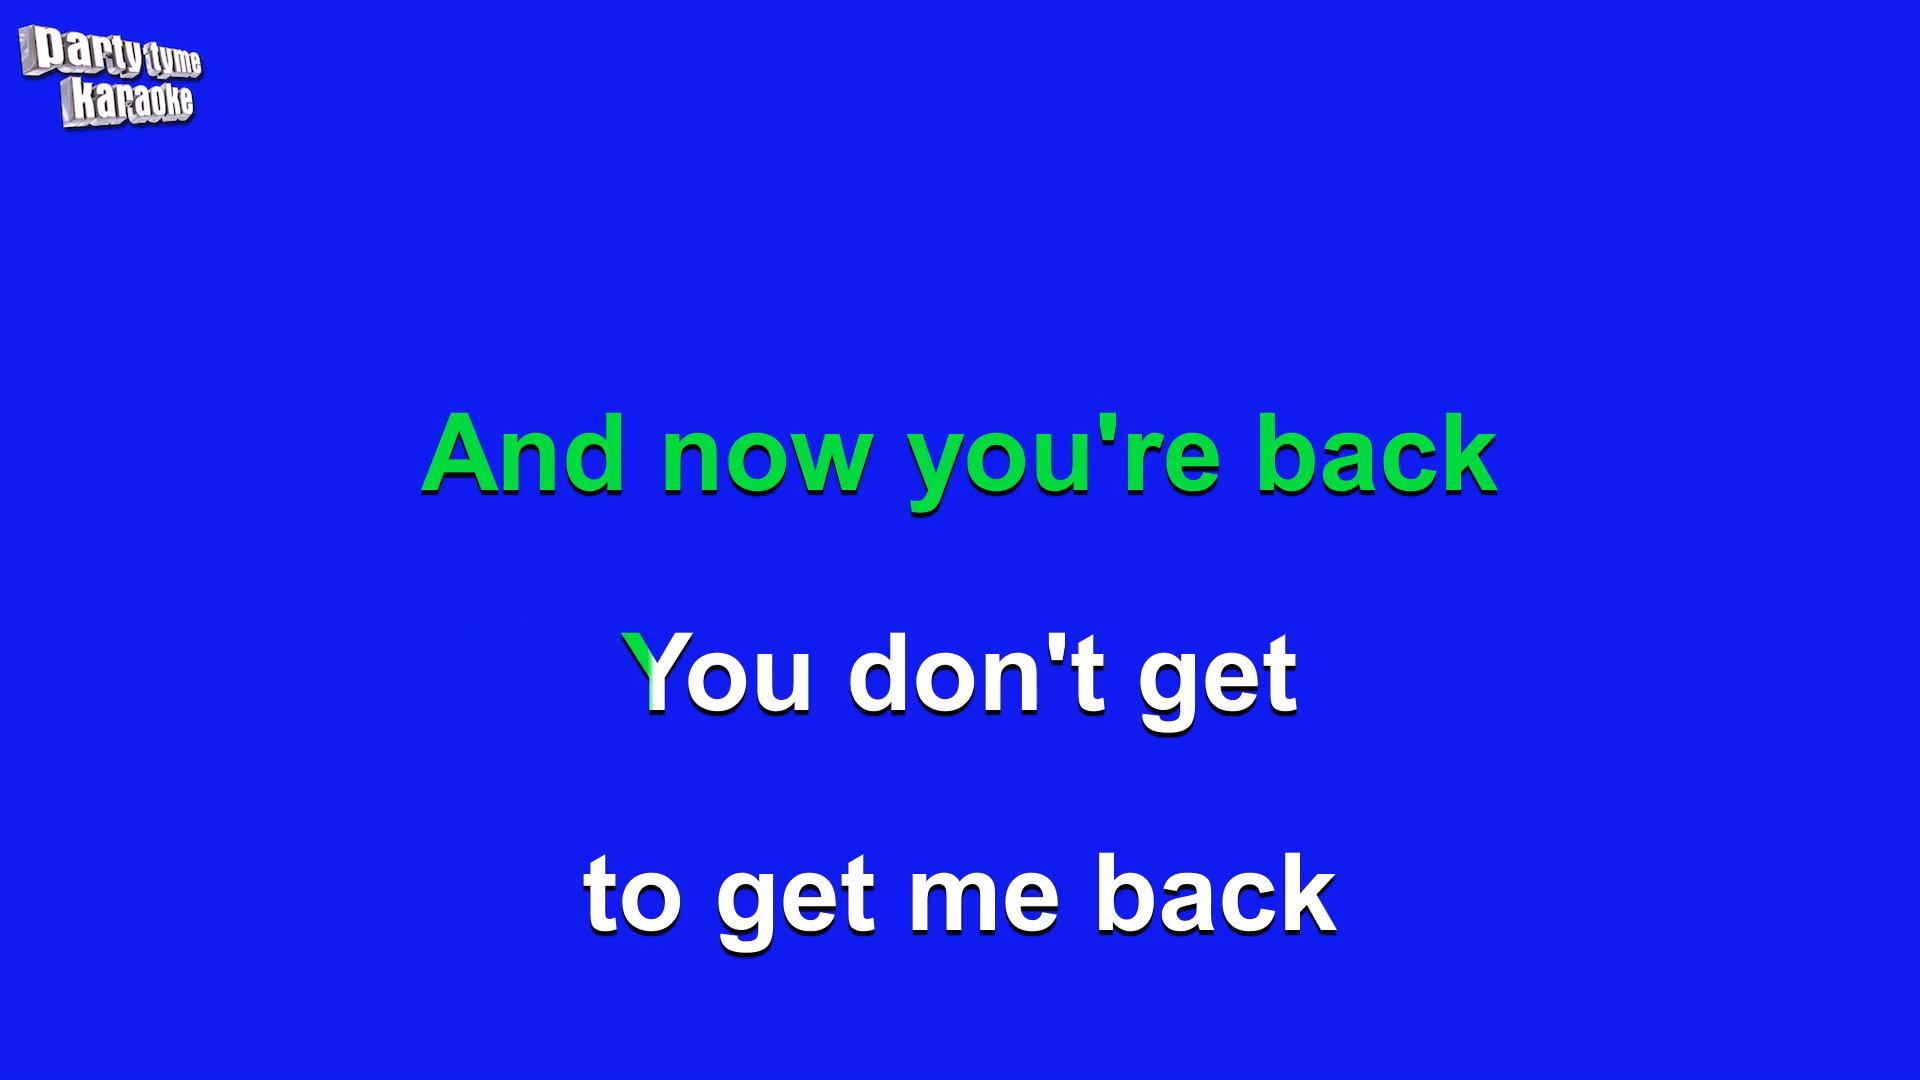 party tyme
karaoke
And now you're back
You don't get
to get me back